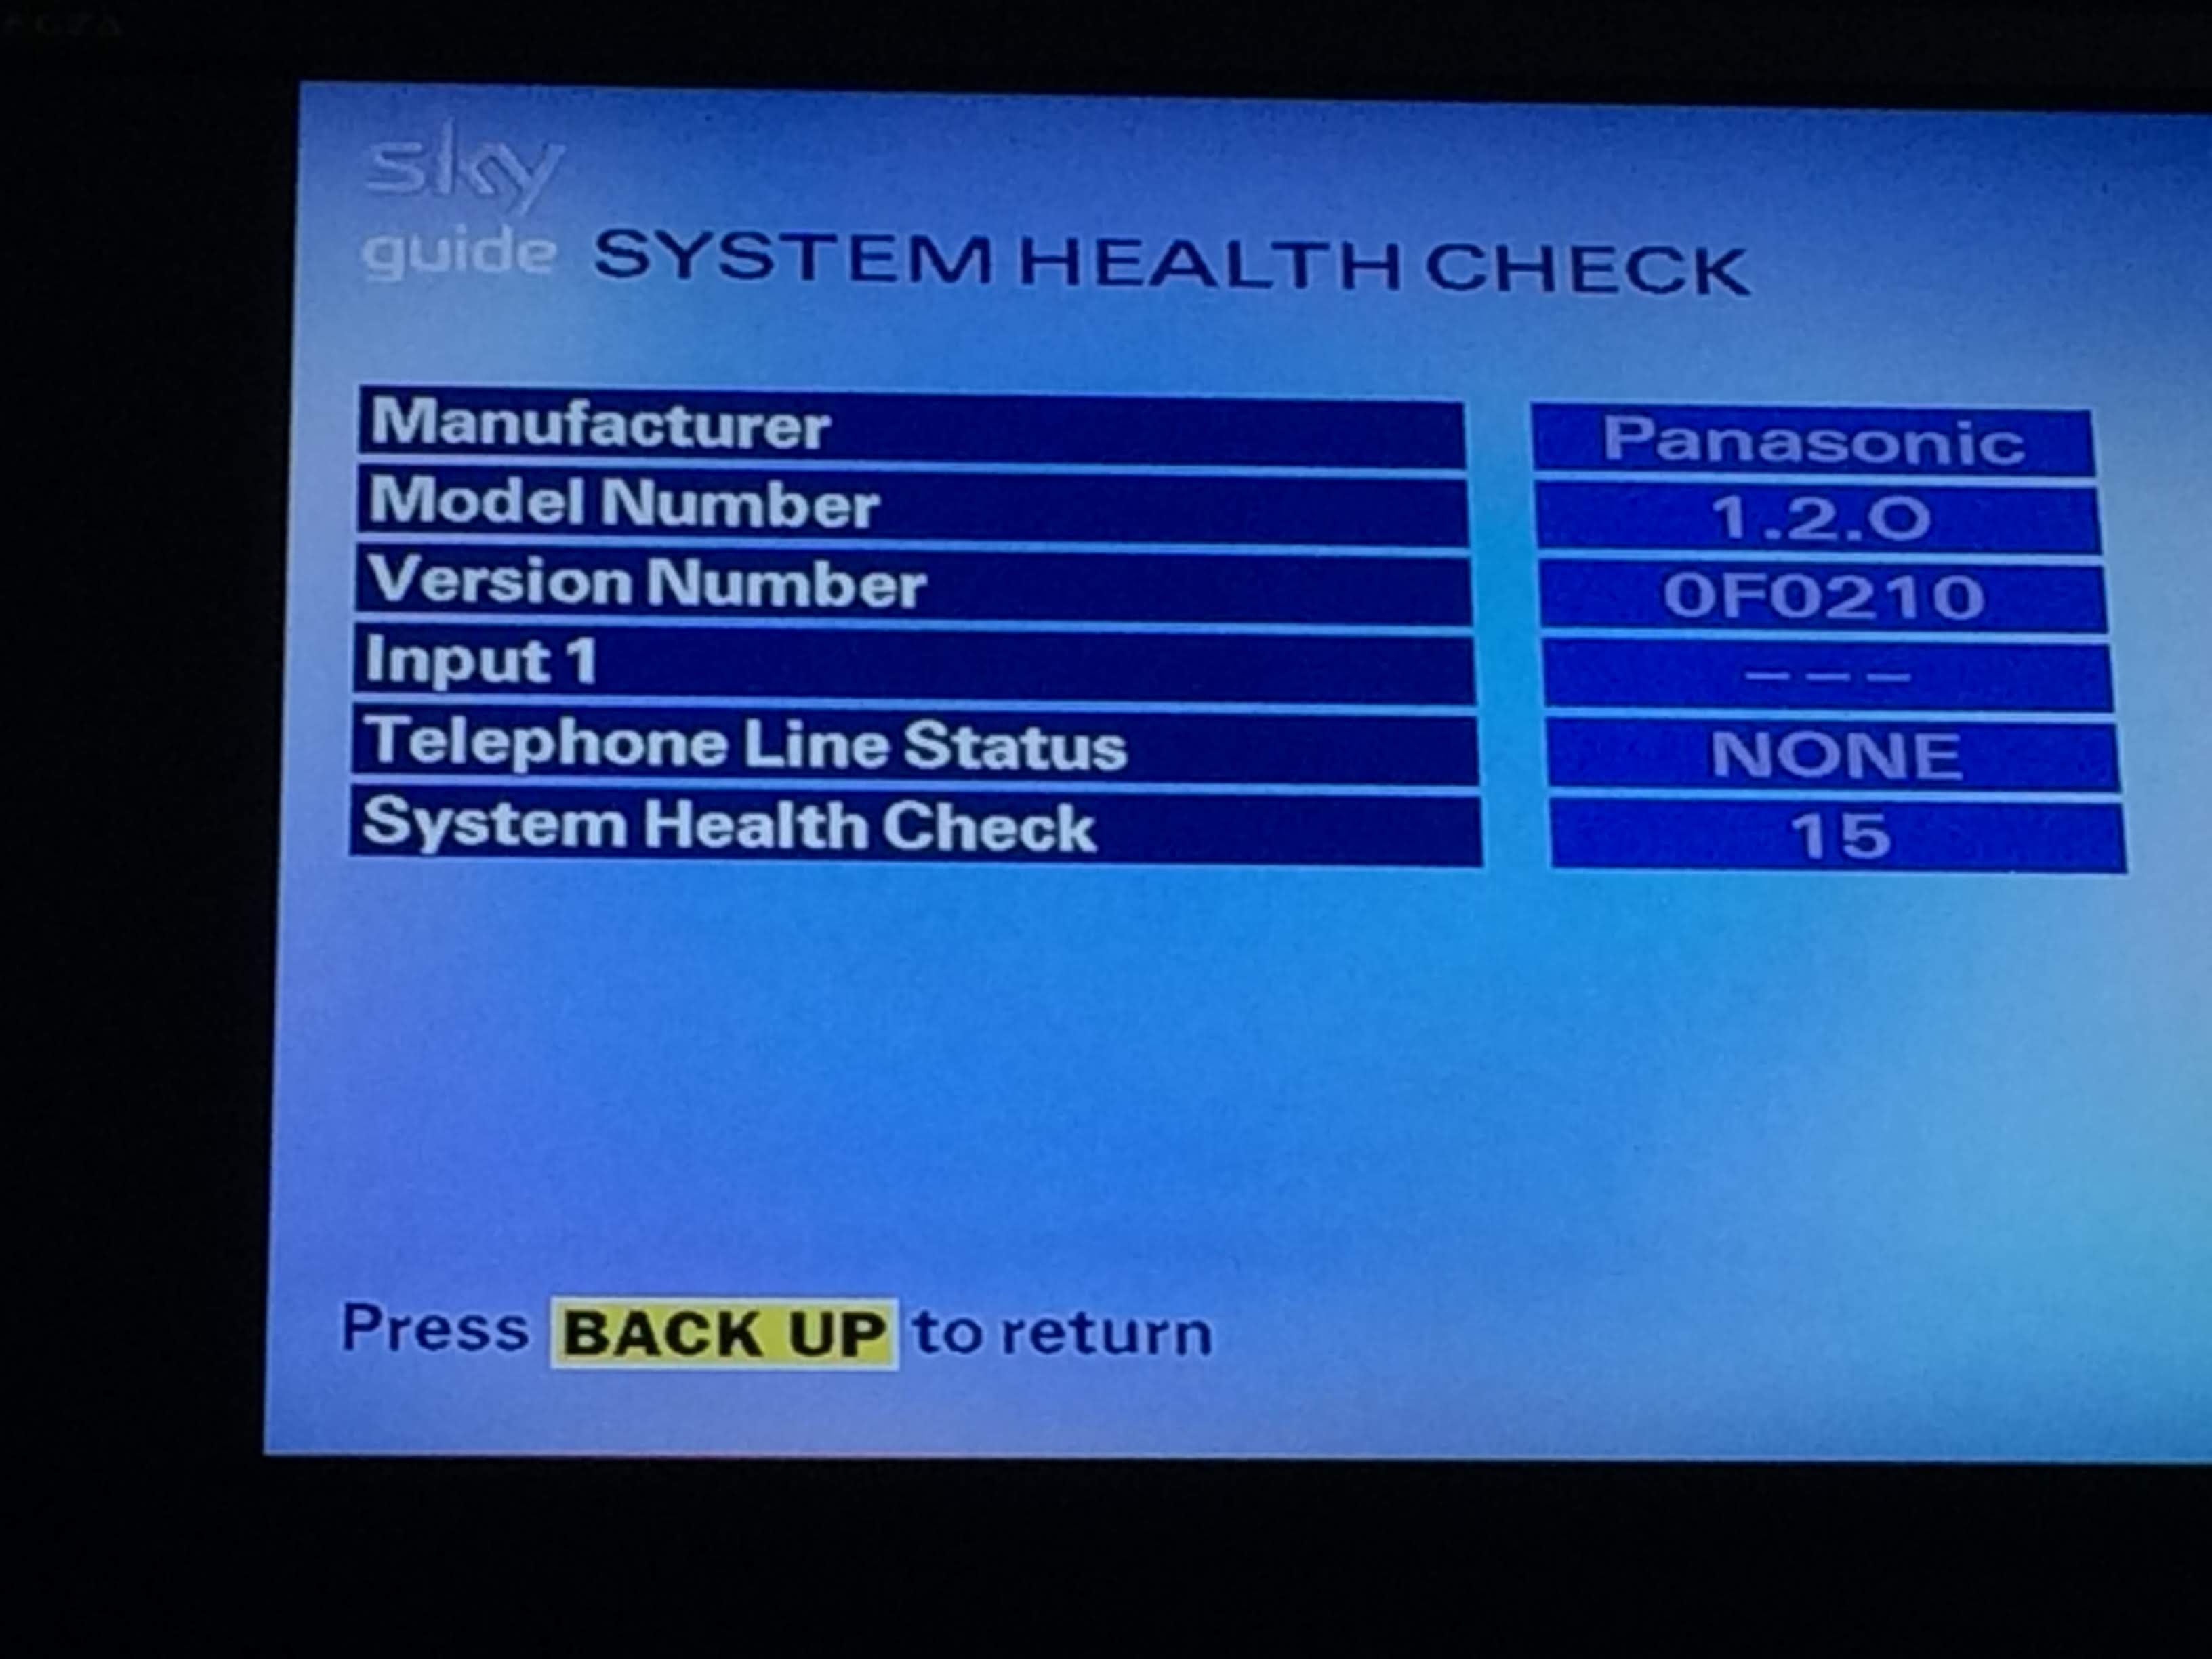 sky
guide SYSTEM HEALTH CHECK
Manufacturer Panasonic
Model Number 1.2.O
Version Number 0F0210
Input 1 – – –
Telephone Line Status NONE
System Health Check 15
Press BACK UP to return